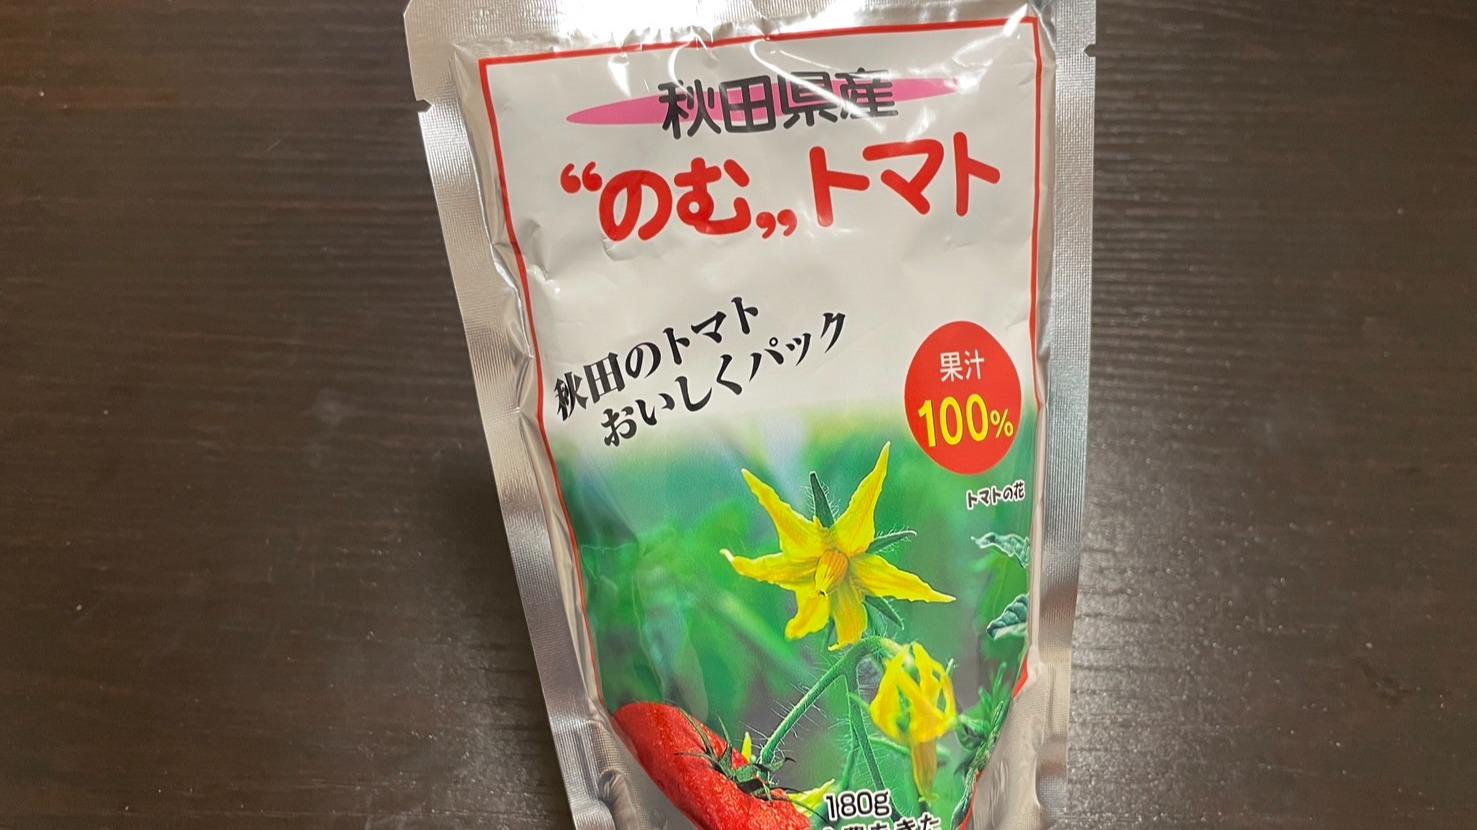 秋田県産
“のむ„トマト
秋田のトマト
おいしくパック
果汁
100%
トマトの花
180g